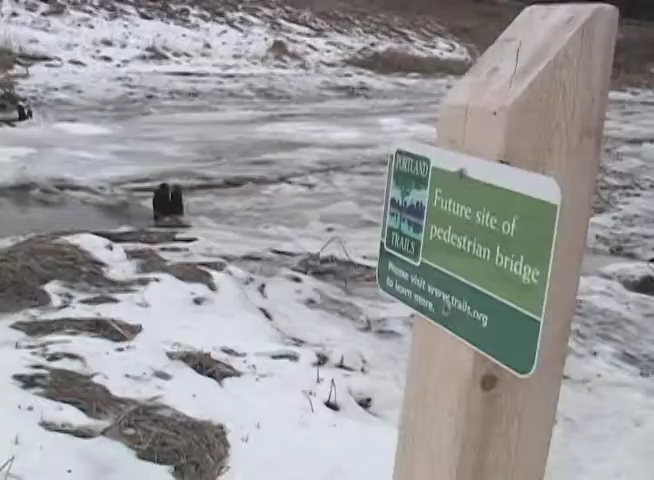 PORTLAND
TRAILS
Future site of
pedestrian bridge
Please visit www.trails.org
to learn more.